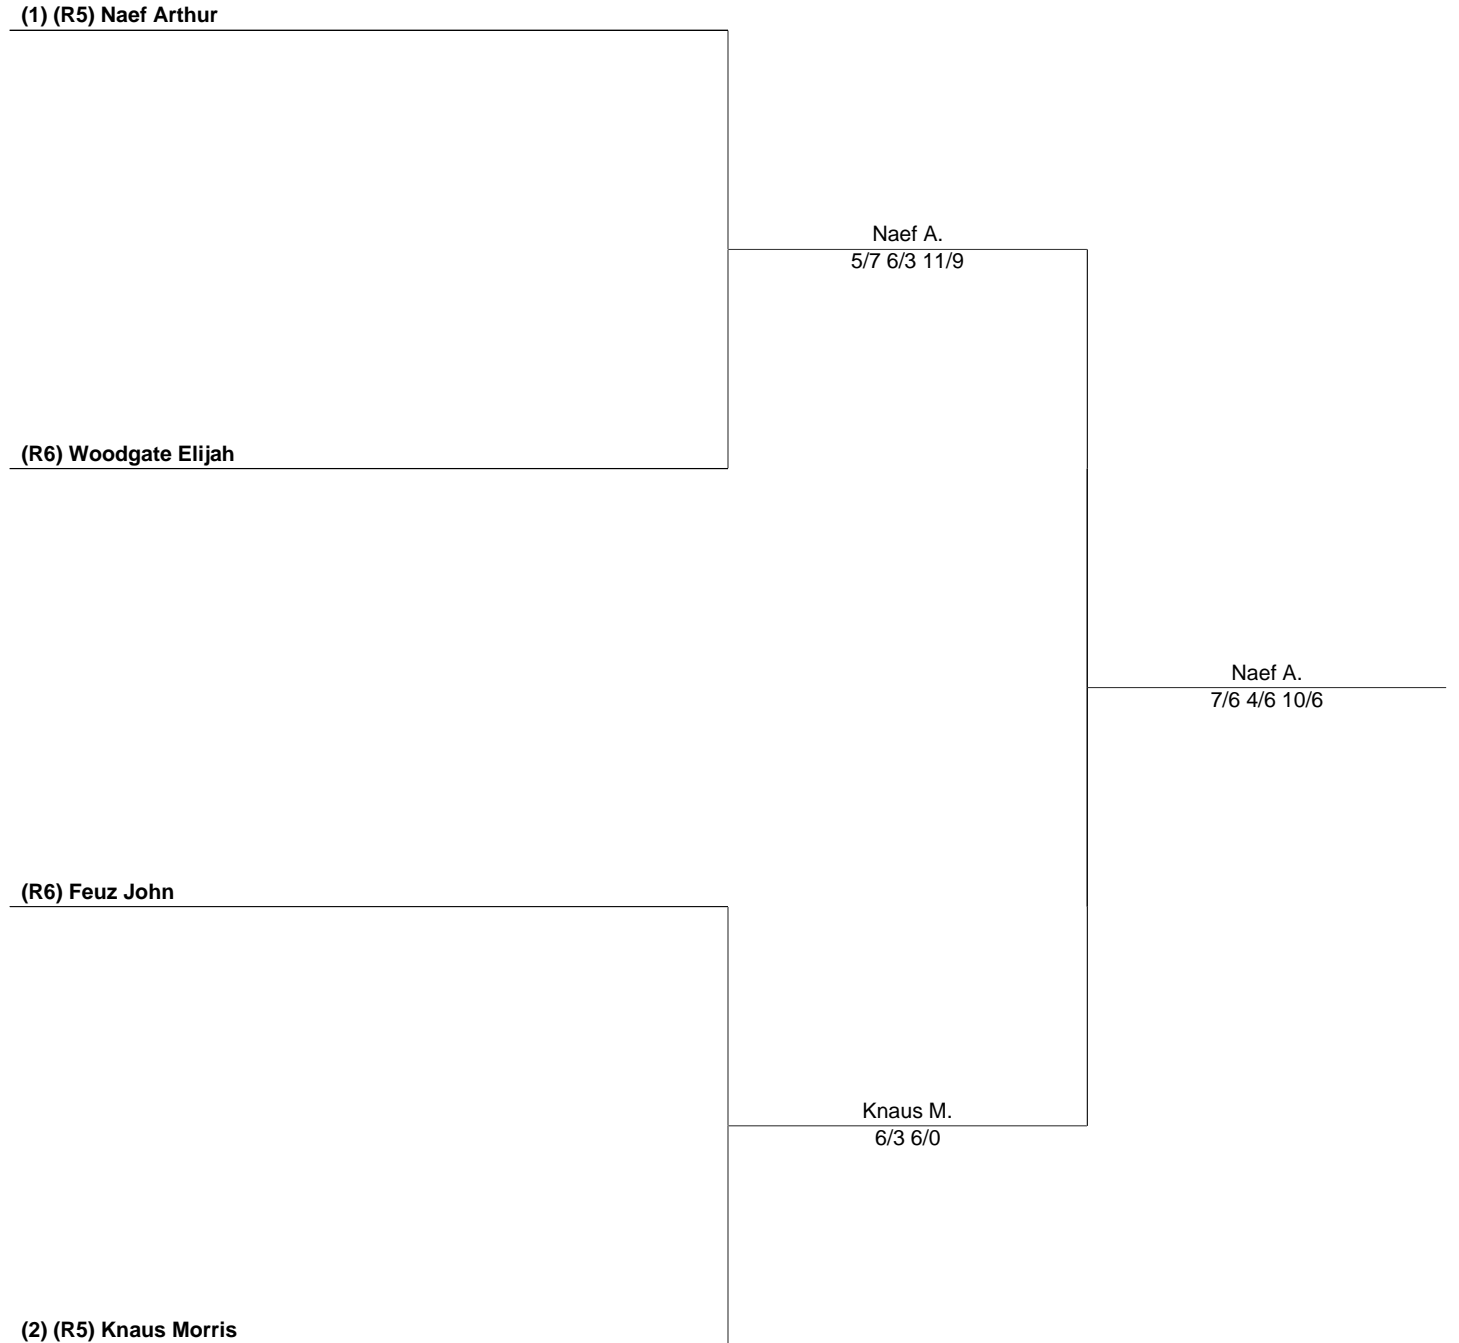 (1) (R5) Naef Arthur
Naef A.
5/7 6/3 11/9
(R6) Woodgate Elijah
Naef A.
7/6 4/6 10/6
(R6) Feuz John
Knaus M.
6/3 6/0
(2) (R5) Knaus Morris